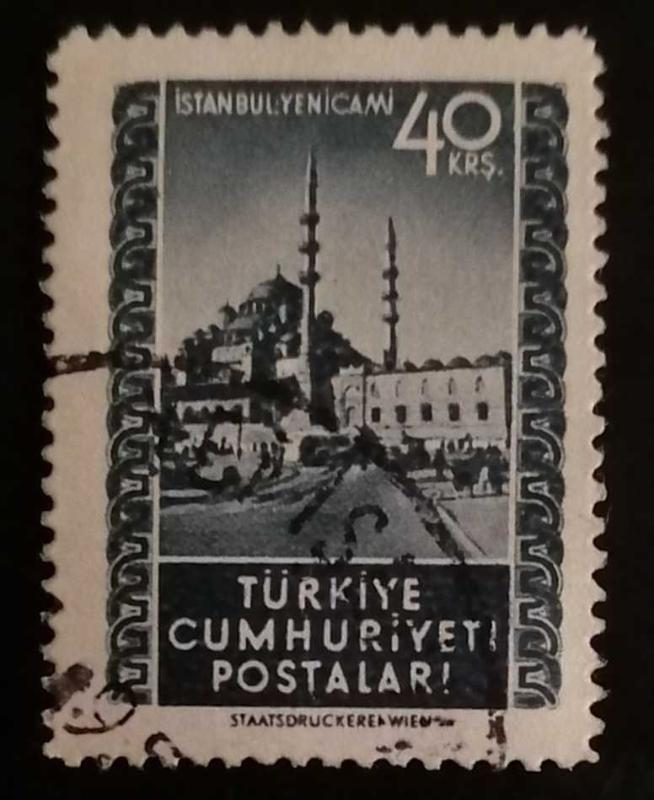 İSTANBUL:YENİCAMİ
40
KRŞ.
TÜRKİYE
CUMHURİYETİ
POSTALARI
STAATSDRUCKEREI WIEN